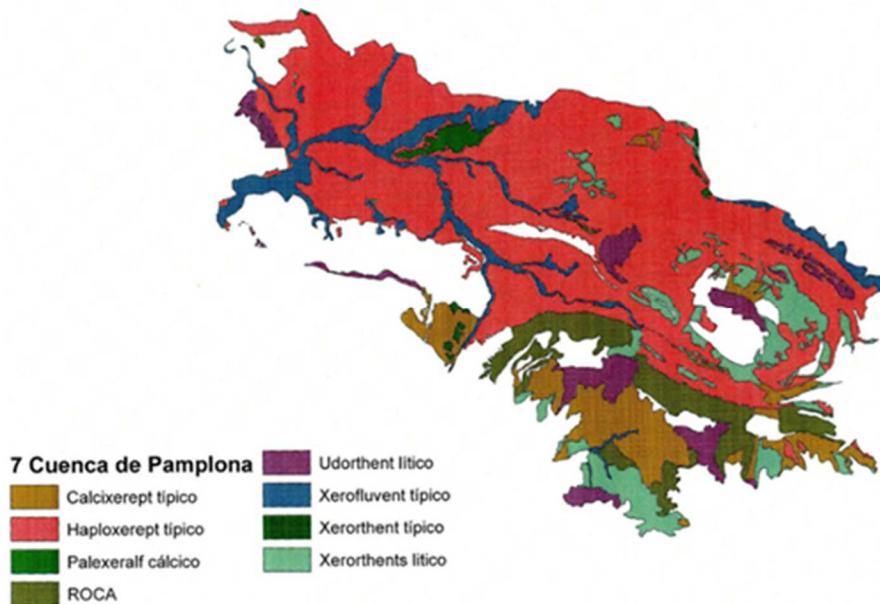 7 Cuenca de Pamplona
Calcixerept típico
Haploxerept típico
Palexeralf cálcico
ROCA
Udorthent lítico
Xerofluvent típico
Xerorthent típico
Xerorthents lítico